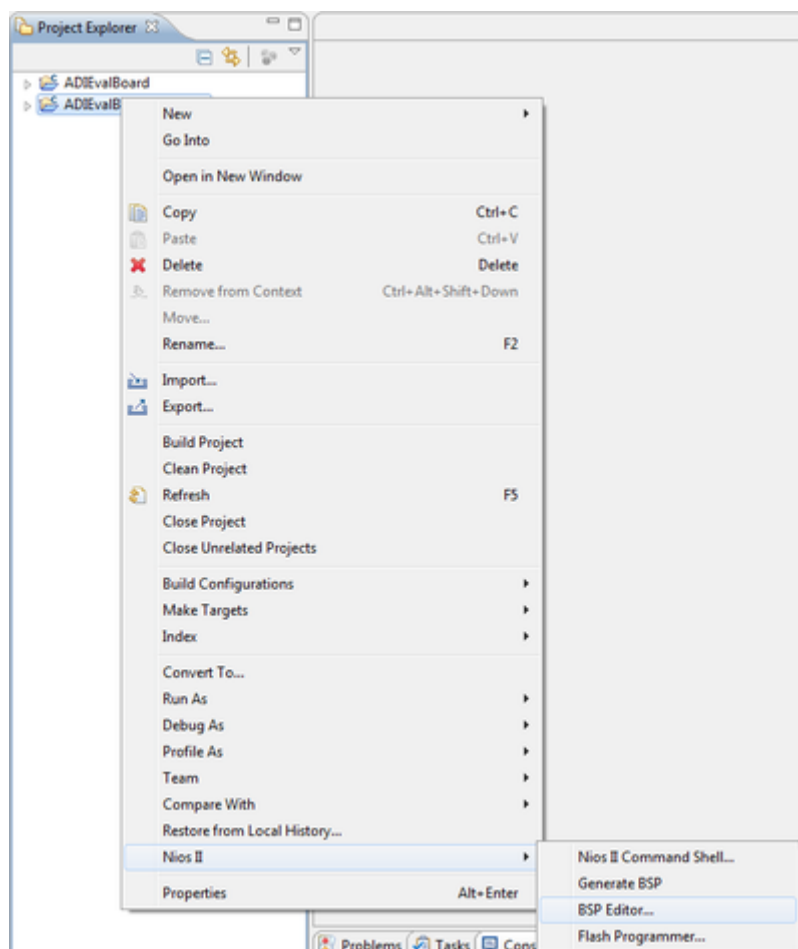 Project Explorer
ADIEvalBoard
ADIEvalB
New
Go Into
Open in New Window
Copy Ctrl+C
Paste Ctrl+V
Delete Delete
Remove from Context Ctrl+Alt+Shift+Down
Move...
Rename... F2
Import...
Export...
Build Project
Clean Project
Refresh F5
Close Project
Close Unrelated Projects
Build Configurations
Make Targets
Index
Convert To...
Run As
Debug As
Profile As
Team
Compare With
Restore from Local History...
Nios II
Properties Alt+Enter
Nios II Command Shell...
Generate BSP
BSP Editor...
Flash Programmer...
Problems Tasks Cons